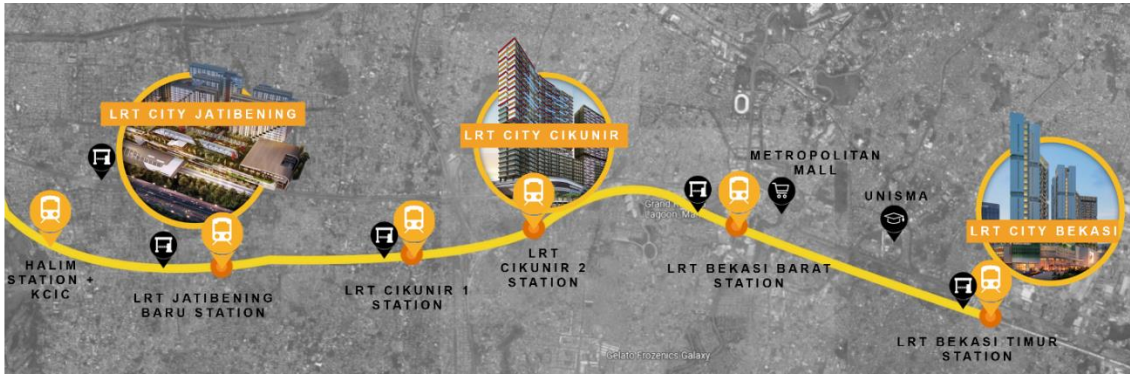 LRT CITY JATIBENING
LRT CITY CIKUNIR
METROPOLITAN
MALL
UNISMA
LRT CITY BEKASI
Grand
Lagoon
HALIM
STATION +
KCIC
LRT JATIBENING
BARU STATION
LRT CIKUNIR 1
STATION
LRT
CIKUNIR 2
STATION
LRT BEKASI BARAT
STATION
LRT BEKASI TIMUR
STATION
Gelato Frozenics Galaxy